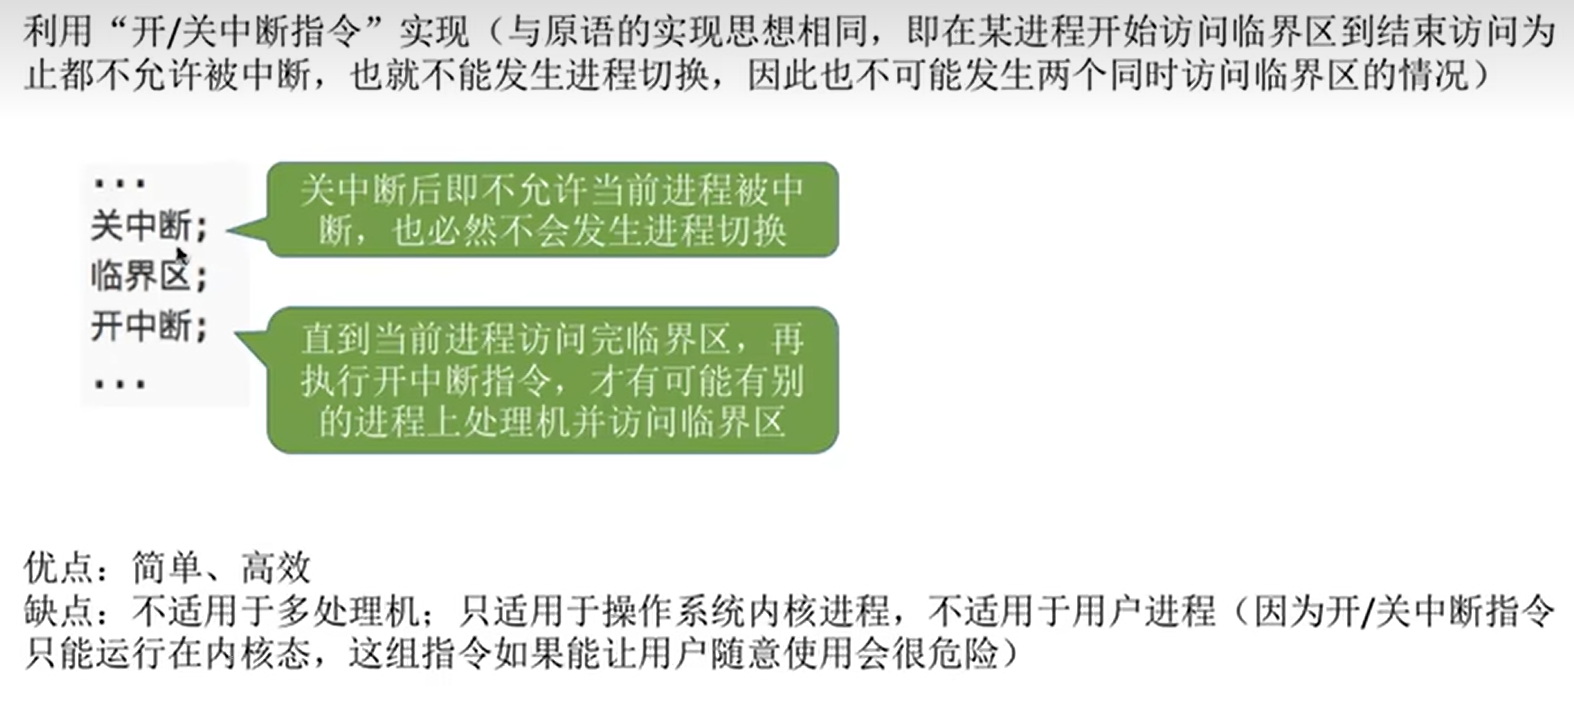 利用“开/关中断指令”实现（与原语的实现思想相同，即在某进程开始访问临界区到结束访问为
止都不允许被中断，也就不能发生进程切换，因此也不可能发生两个同时访问临界区的情况）
...
关中断;
临界区;
开中断;
...
关中断后即不允许当前进程被中
断，也必然不会发生进程切换
直到当前进程访问完临界区，再
执行开中断指令，才有可能有别
的进程上处理机并访问临界区
优点：简单、高效
缺点：不适用于多处理机；只适用于操作系统内核进程，不适用于用户进程（因为开/关中断指令
只能运行在内核态，这组指令如果能让用户随意使用会很危险）